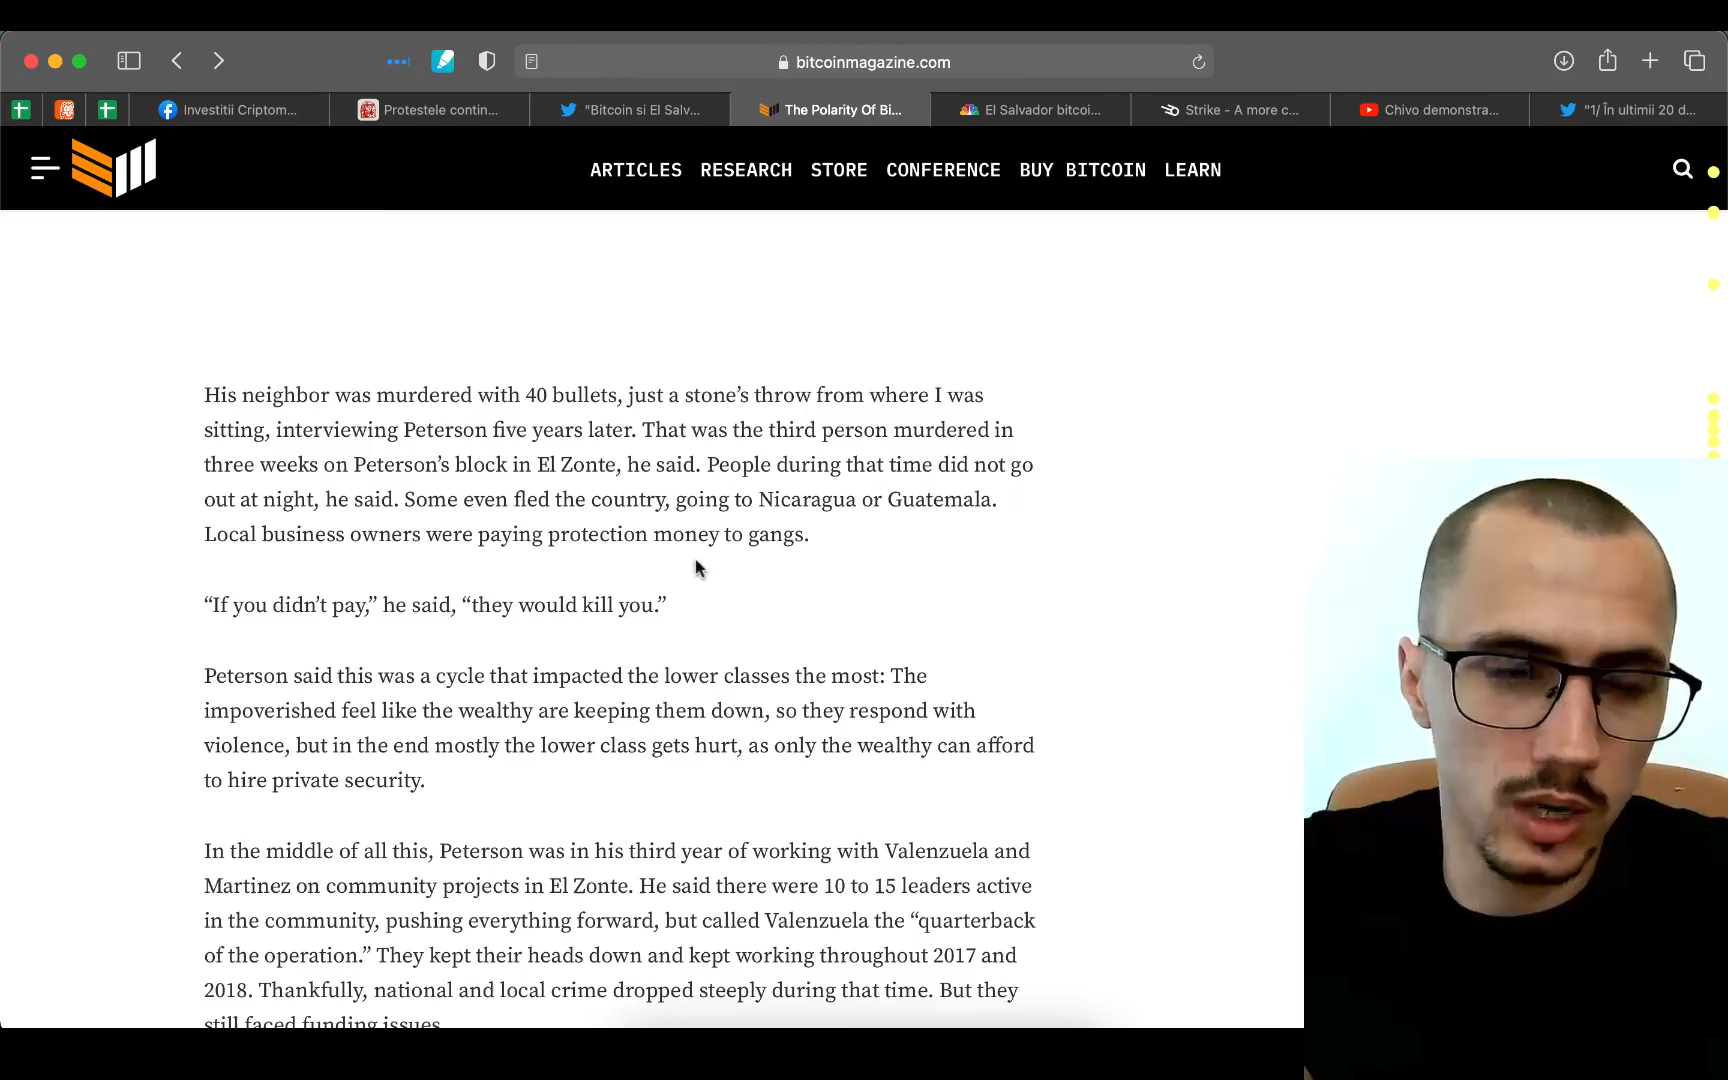 bitcoinmagazine.com
Investitii Criptom...
Protestele contin...
"Bitcoin si El Salv...
The Polarity Of Bi...
El Salvador bitcoi...
Strike - A more c...
Chivo demonstra...
"1/ În ultimii 20 d...
ARTICLES RESEARCH STORE CONFERENCE BUY BITCOIN LEARN
His neighbor was murdered with 40 bullets, just a stone’s throw from where I was
sitting, interviewing Peterson five years later. That was the third person murdered in
three weeks on Peterson’s block in El Zonte, he said. People during that time did not go
out at night, he said. Some even fled the country, going to Nicaragua or Guatemala.
Local business owners were paying protection money to gangs.
“If you didn’t pay,” he said, “they would kill you.”
Peterson said this was a cycle that impacted the lower classes the most: The
impoverished feel like the wealthy are keeping them down, so they respond with
violence, but in the end mostly the lower class gets hurt, as only the wealthy can afford
to hire private security.
In the middle of all this, Peterson was in his third year of working with Valenzuela and
Martinez on community projects in El Zonte. He said there were 10 to 15 leaders active
in the community, pushing everything forward, but called Valenzuela the “quarterback
of the operation.” They kept their heads down and kept working throughout 2017 and
2018. Thankfully, national and local crime dropped steeply during that time. But they
still faced funding issues.